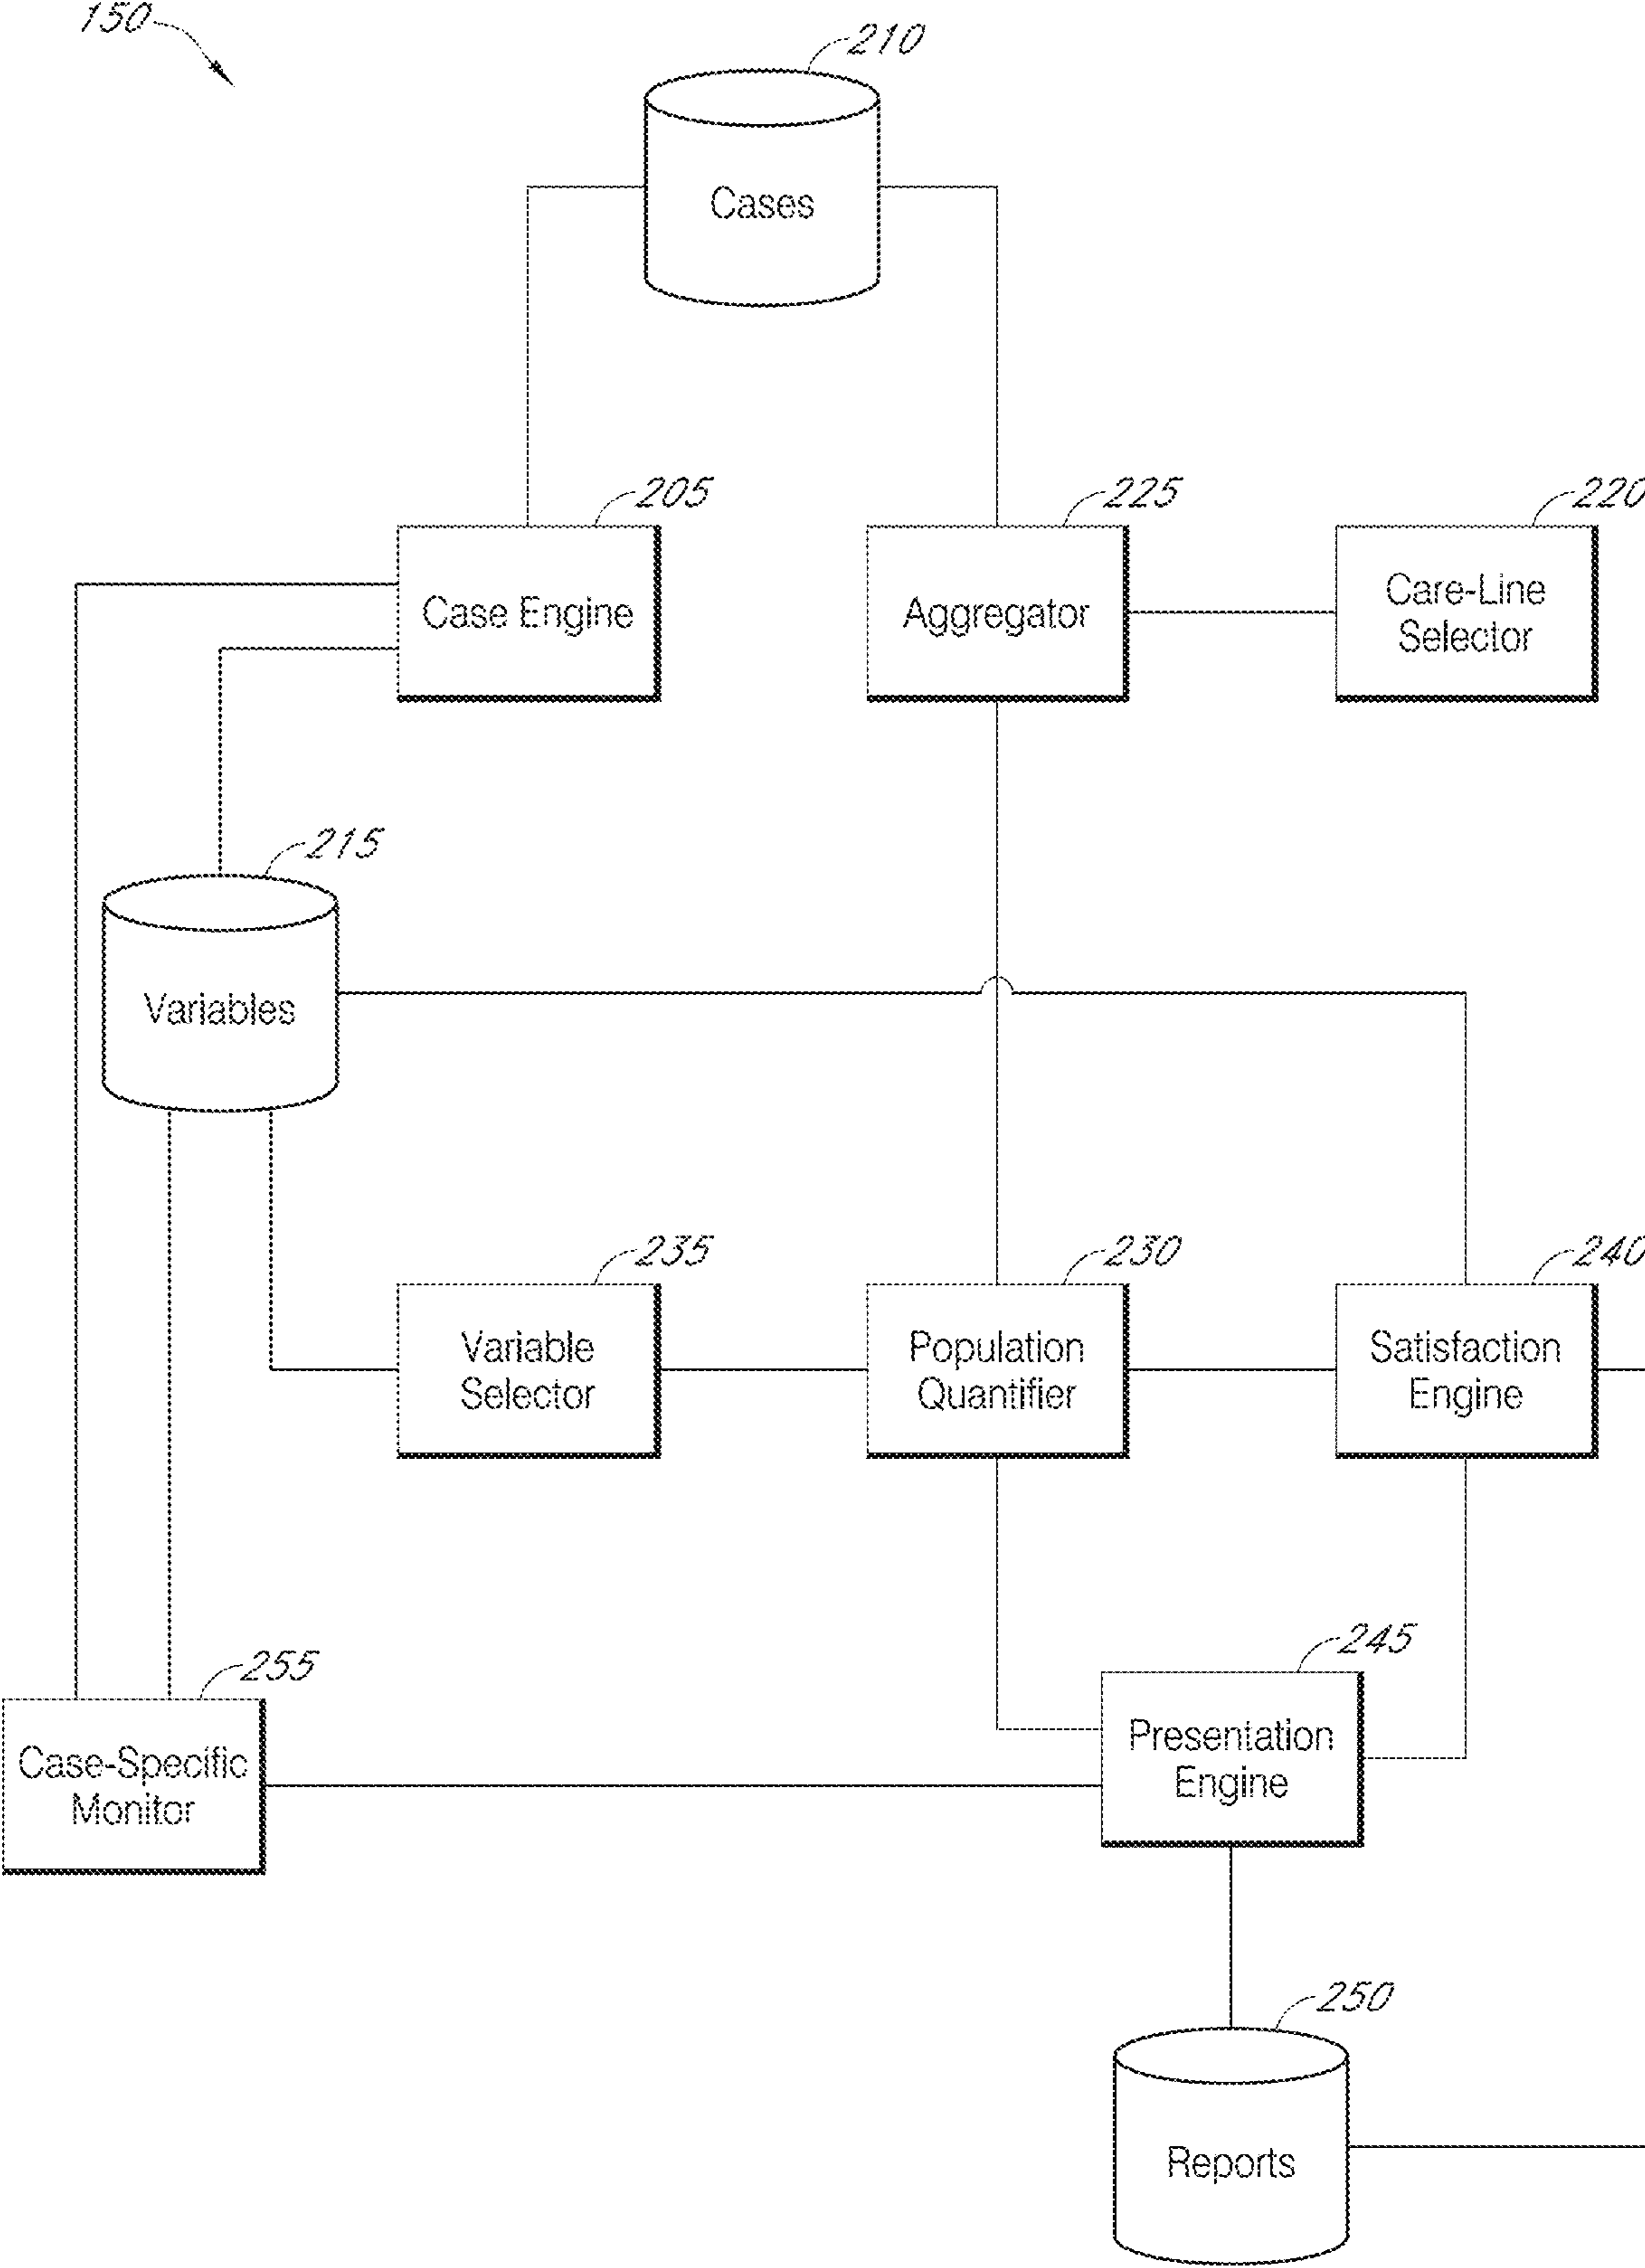 150
210
Cases
205
225
220
Case Engine
Aggregator
Care-Line
Selector
215
Variables
235
230
240
Variable
Selector
Population
Quantifier
Satisfaction
Engine
255
245
Case-Specific
Monitor
Presentation
Engine
250
Reports